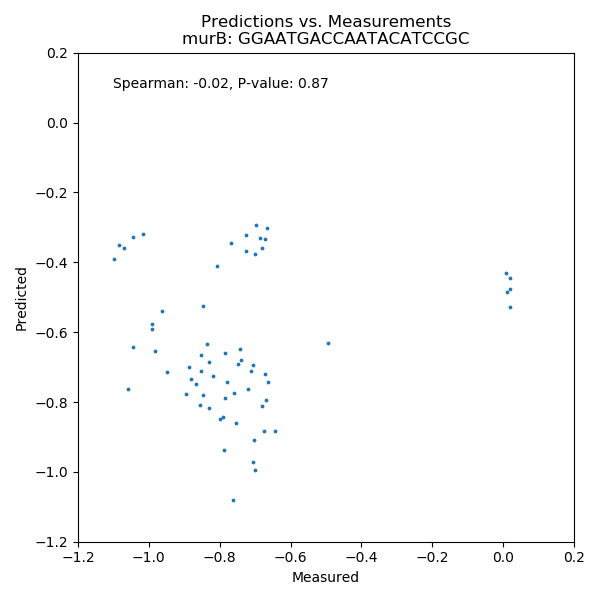 Predictions vs. Measurements
murB: GGAATGACCAATACATCCGC
Spearman: -0.02, P-value: 0.87
0.2
0.0
−0.2
−0.4
−0.6
−0.8
−1.0
−1.2
Predicted
−1.2 −1.0 −0.8 −0.6 −0.4 −0.2 0.0 0.2
Measured